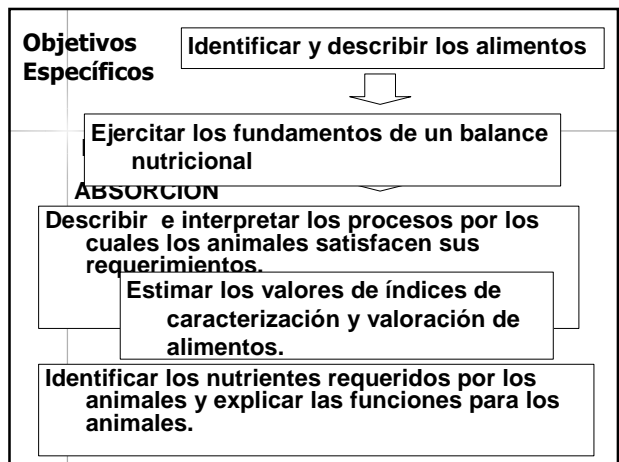 Objetivos
Específicos
Identificar y describir los alimentos
Ejercitar los fundamentos de un balance
nutricional
ABSORCIÓN
Describir e interpretar los procesos por los
cuales los animales satisfacen sus
requerimientos.
Estimar los valores de índices de
caracterización y valoración de
alimentos.
Identificar los nutrientes requeridos por los
animales y explicar las funciones para los
animales.